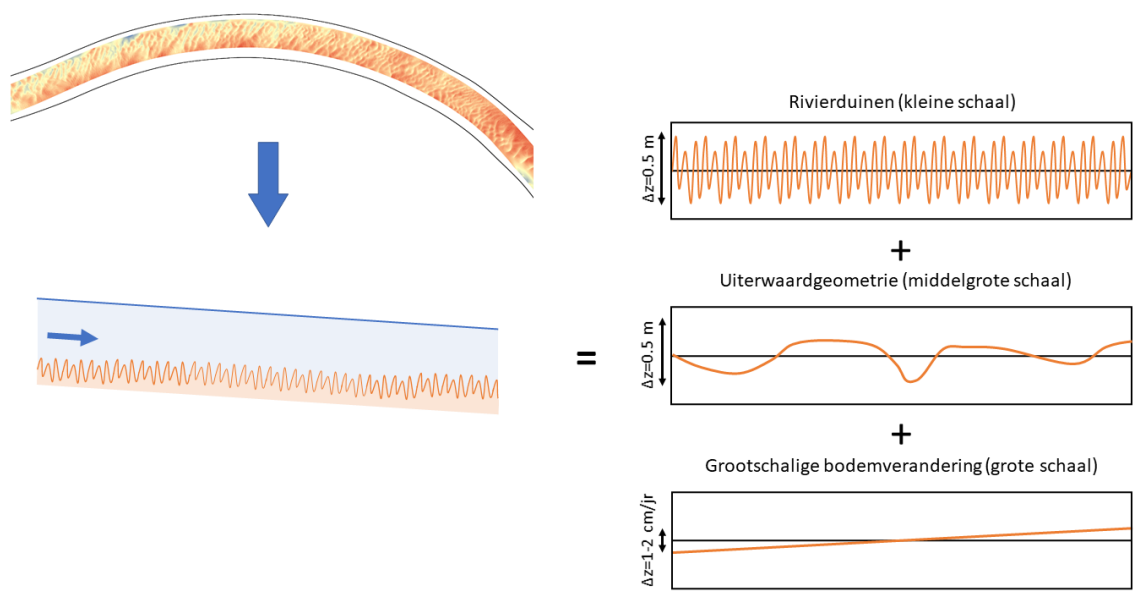 Rivierduinen (kleine schaal)
Δz=0.5 m
+
Uiterwaardgeometrie (middelgrote schaal)
Δz=0.5 m
=
+
Grootschalige bodemverandering (grote schaal)
Δz=1-2 cm/jr